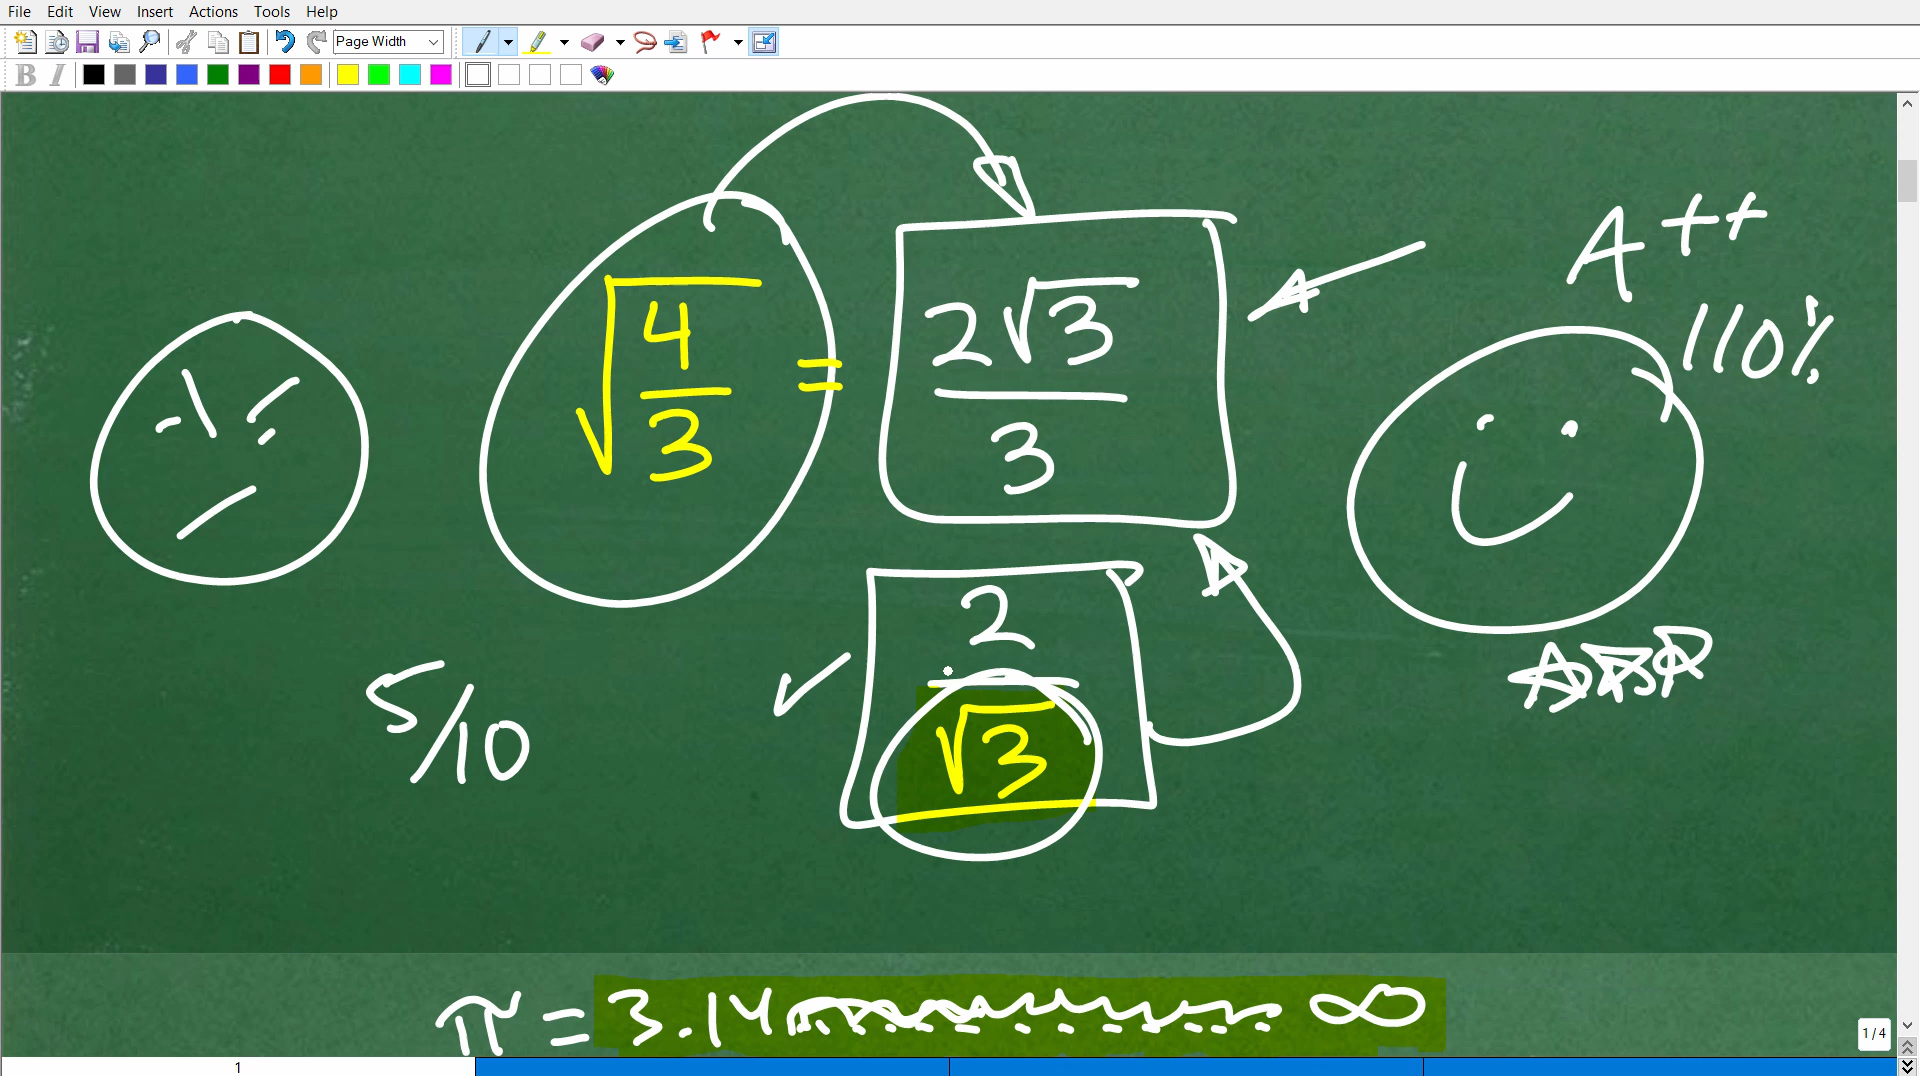 File Edit View Insert Actions Tools Help
Page Width
B I
A++
110%
√(4/3) = 2√3/3
2/√3
5/10
π = 3.14 ∞
1 / 4
1